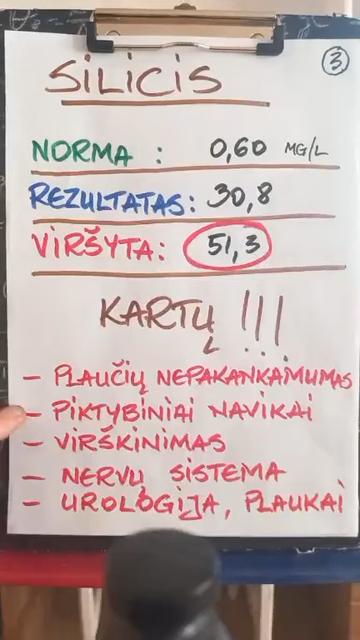 3
SILICIS
NORMA : 0,60 MG/L
REZULTATAS: 30,8
VIRŠYTA: 51,3
KARTŲ !!!
– PLAUČIŲ NEPAKANKAMUMAS
– PIKTYBINIAI NAVIKAI
– VIRŠKINIMAS
– NERVŲ SISTEMA
– UROLOGIJA, PLAUKAI